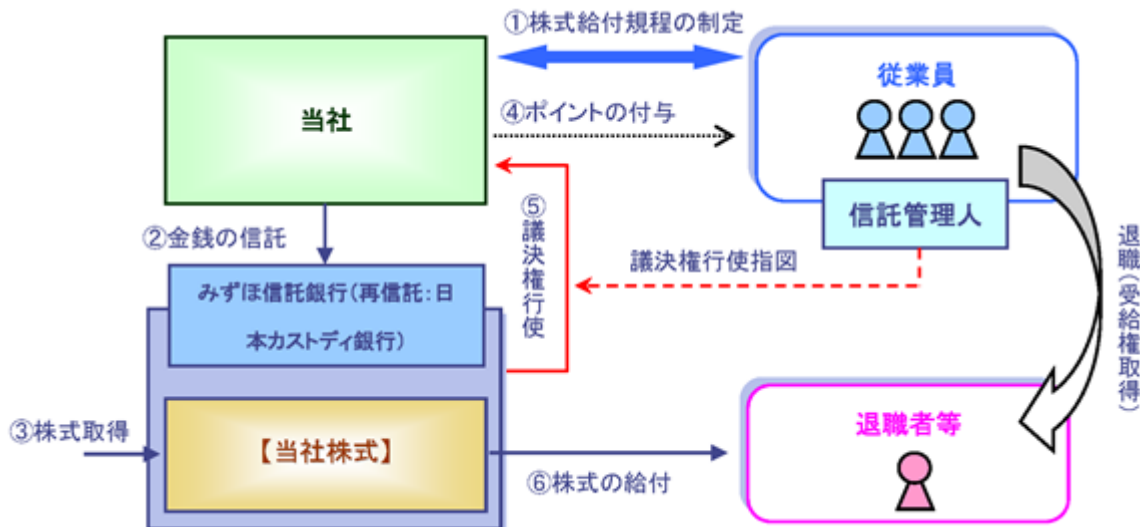 ①株式給付規程の制定
従業員
当社
④ポイントの付与
信託管理人
②金銭の信託
⑤議決権行使
議決権行使指図
退職(受給権取得)
みずほ信託銀行(再信託:日
本カストディ銀行)
③株式取得
【当社株式】
退職者等
⑥株式の給付